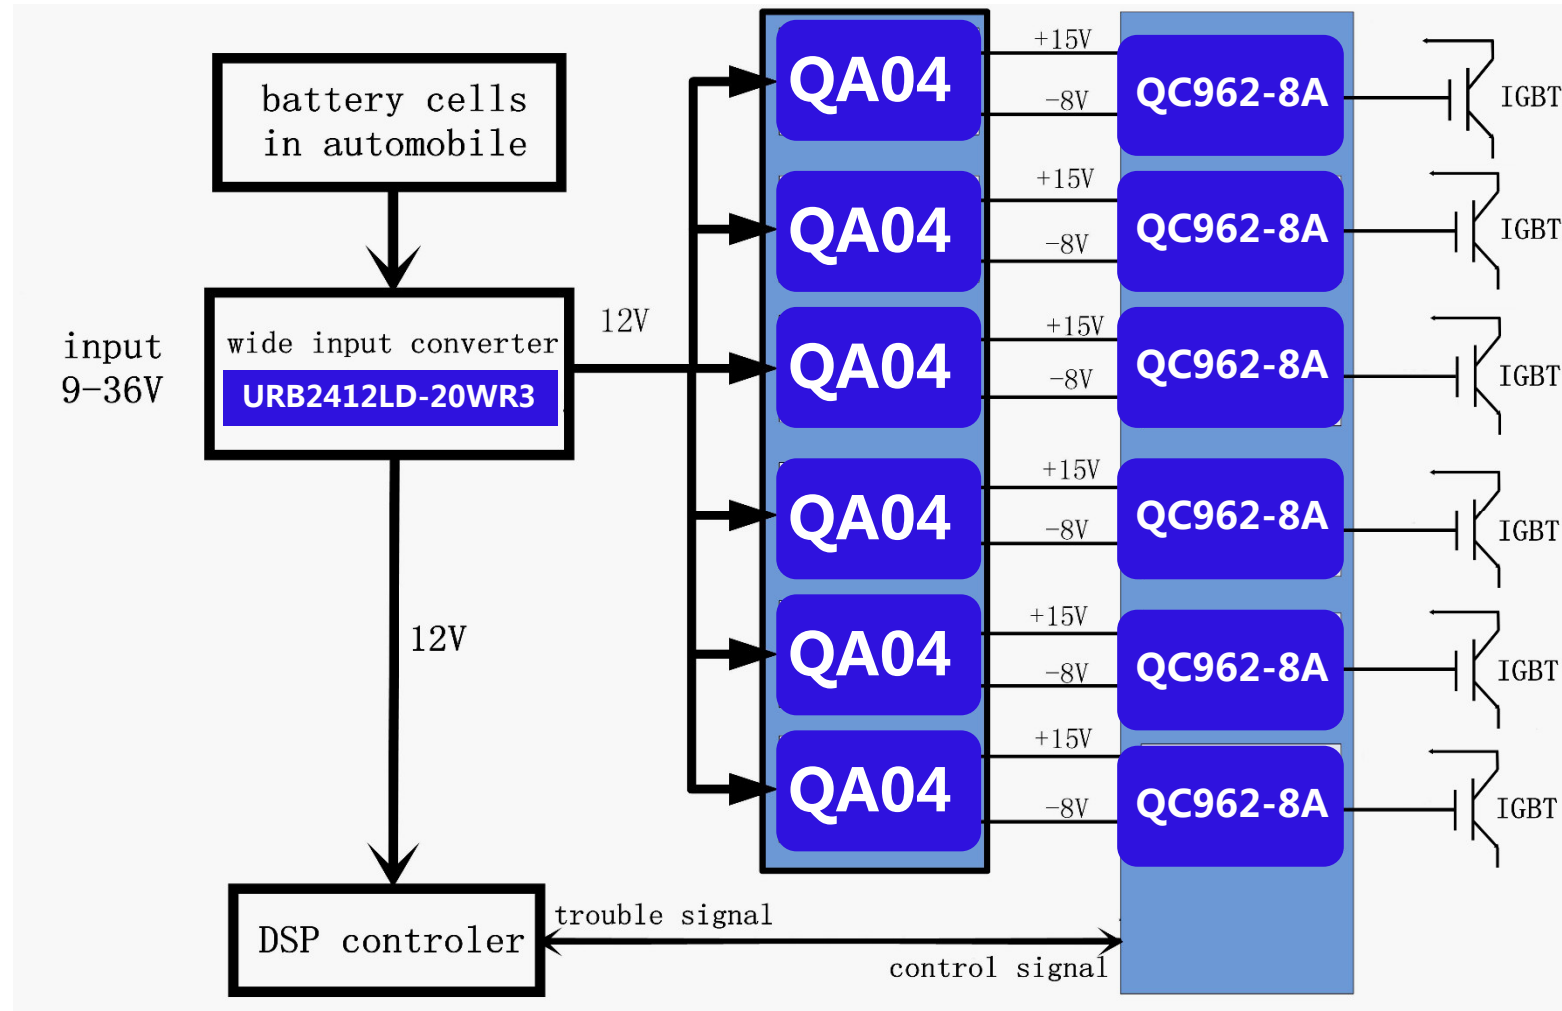 battery cells
in automobile
input
9-36V
wide input converter
URB2412LD-20WR3
12V
12V
DSP controler
trouble signal
control signal
QA04
+15V
-8V
QC962-8A
IGBT
QA04
+15V
-8V
QC962-8A
IGBT
QA04
+15V
-8V
QC962-8A
IGBT
QA04
+15V
-8V
QC962-8A
IGBT
QA04
+15V
-8V
QC962-8A
IGBT
QA04
+15V
-8V
QC962-8A
IGBT